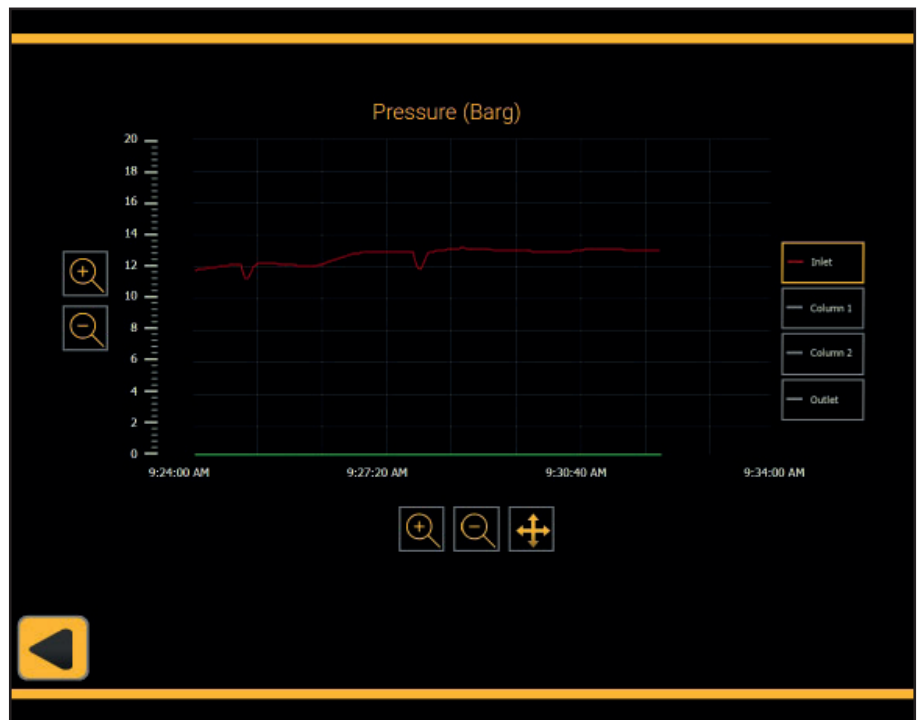 Pressure (Barg)
20
18
16
14
12
10
8
6
4
2
0
9:24:00 AM
9:27:20 AM
9:30:40 AM
9:34:00 AM
Inlet
Column 1
Column 2
Outlet